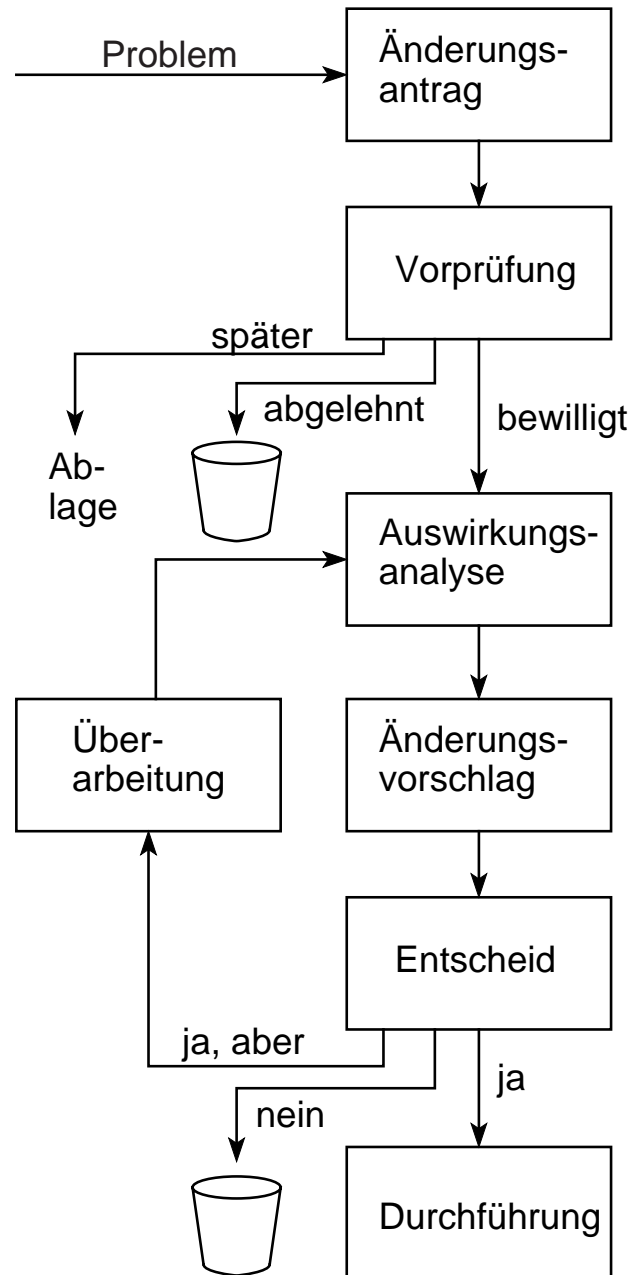 Problem
Änderungs-
antrag
Vorprüfung
später
abgelehnt
bewilligt
Ab-
lage
Auswirkungs-
analyse
Über-
arbeitung
Änderungs-
vorschlag
Entscheid
ja, aber
ja
nein
Durchführung